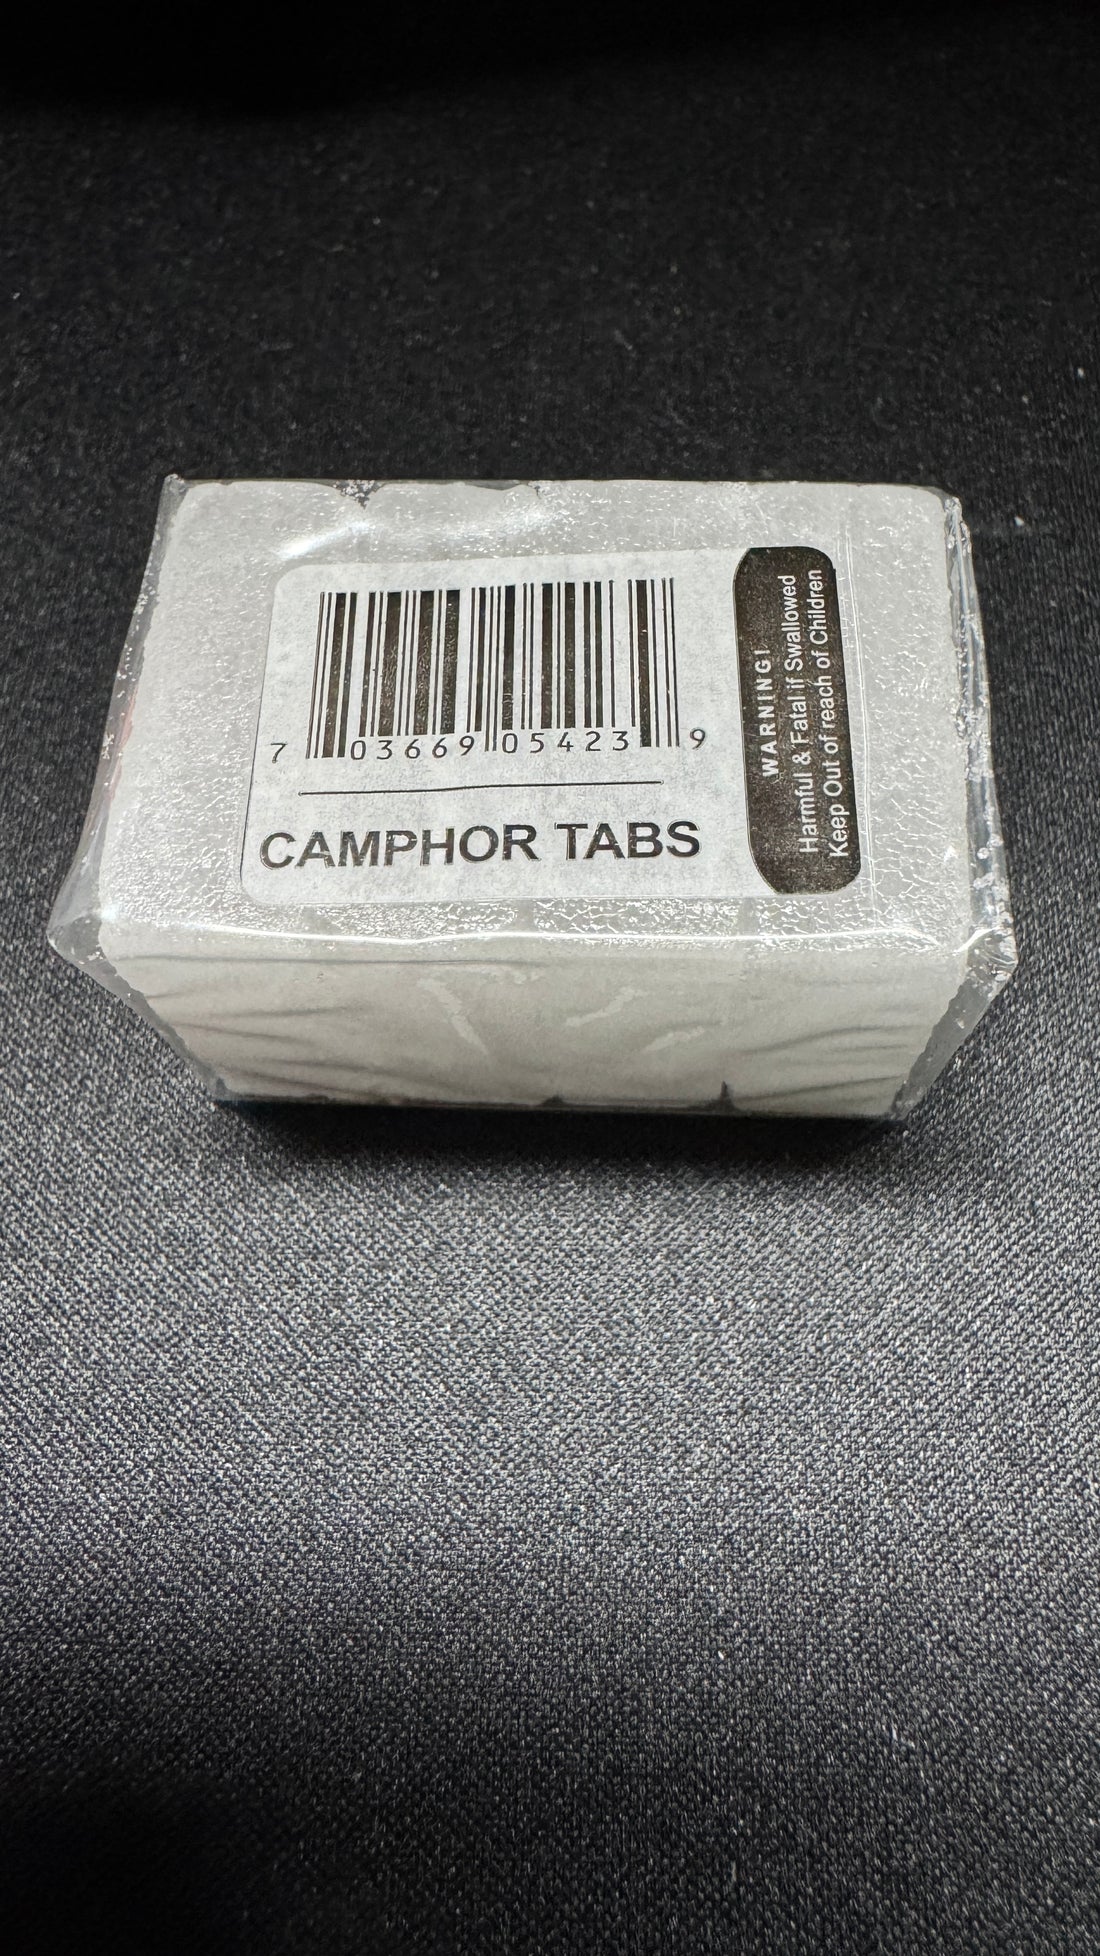 7 03669 05423 9
CAMPHOR TABS
WARNING!
Harmful & Fatal if Swallowed
Keep Out of reach of Children